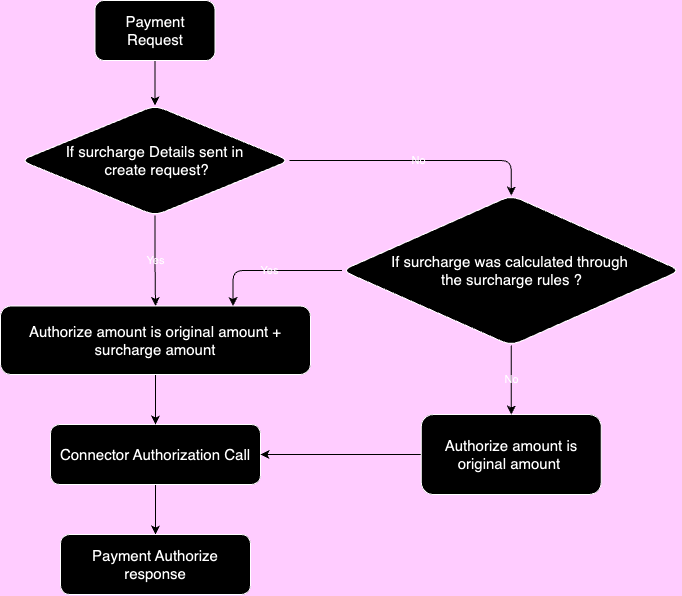 Payment
Request
If surcharge Details sent in
create request?
No
Yes
If surcharge was calculated through
the surcharge rules ?
Yes
Authorize amount is original amount +
surcharge amount
No
Authorize amount is
original amount
Connector Authorization Call
Payment Authorize
response